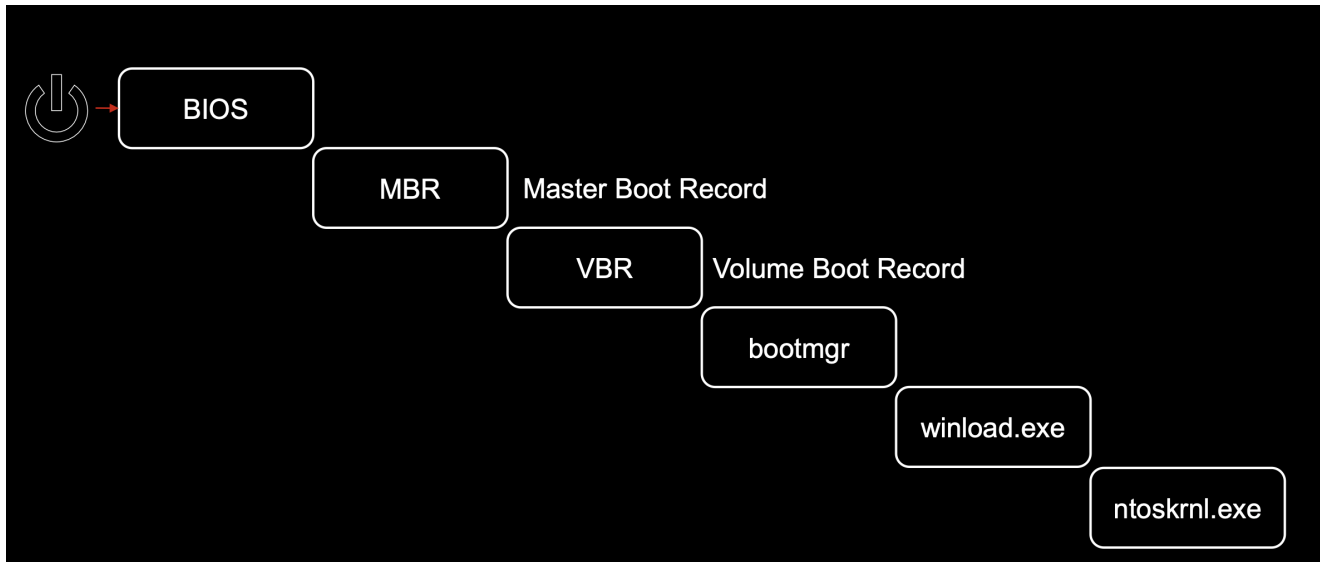 BIOS
MBR Master Boot Record
VBR Volume Boot Record
bootmgr
winload.exe
ntoskrnl.exe